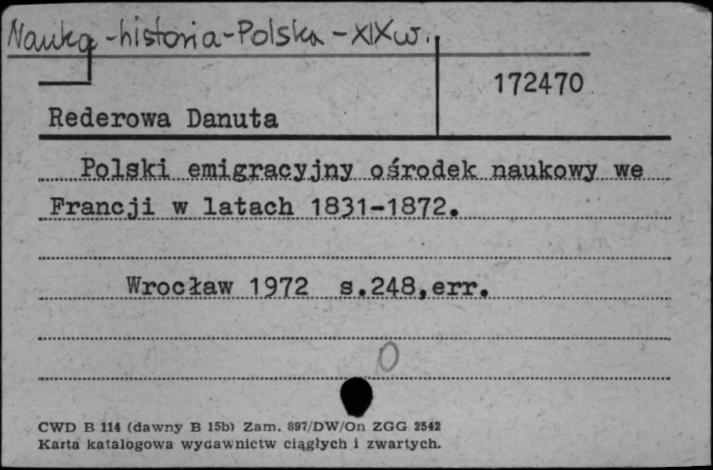 Nauka - historia - Polska - XIX w.
172470
Rederowa Danuta
Polski emigracyjny ośrodek naukowy we
Francji w latach 1831-1872.
Wrocław 1972 s.248,err.
0
CWD B 114 (dawny B 15b) Zam. 897/DW/On ZGG 2542
Karta katalogowa wydawnictw ciągłych i zwartych.